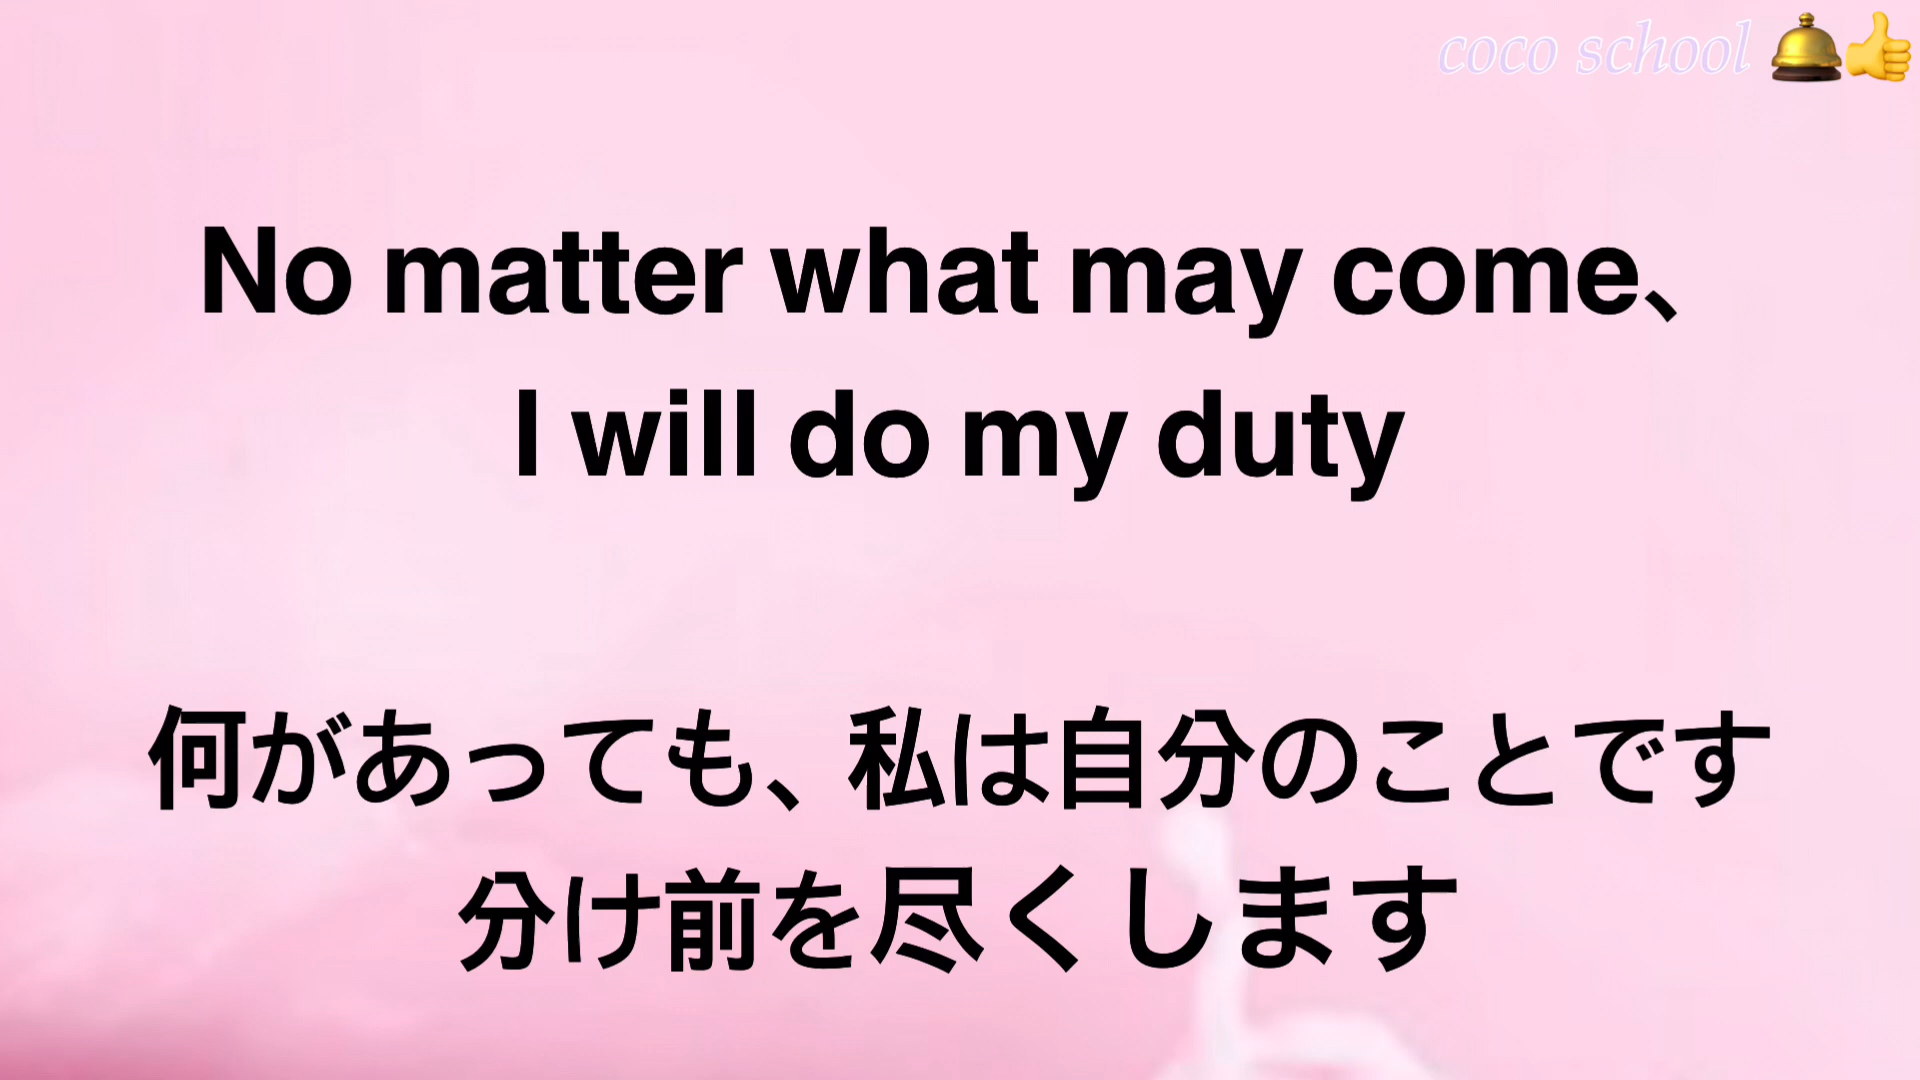 coco school 🛎👍
No matter what may come、
I will do my duty
何があっても、私は自分のことです
分け前を尽くします